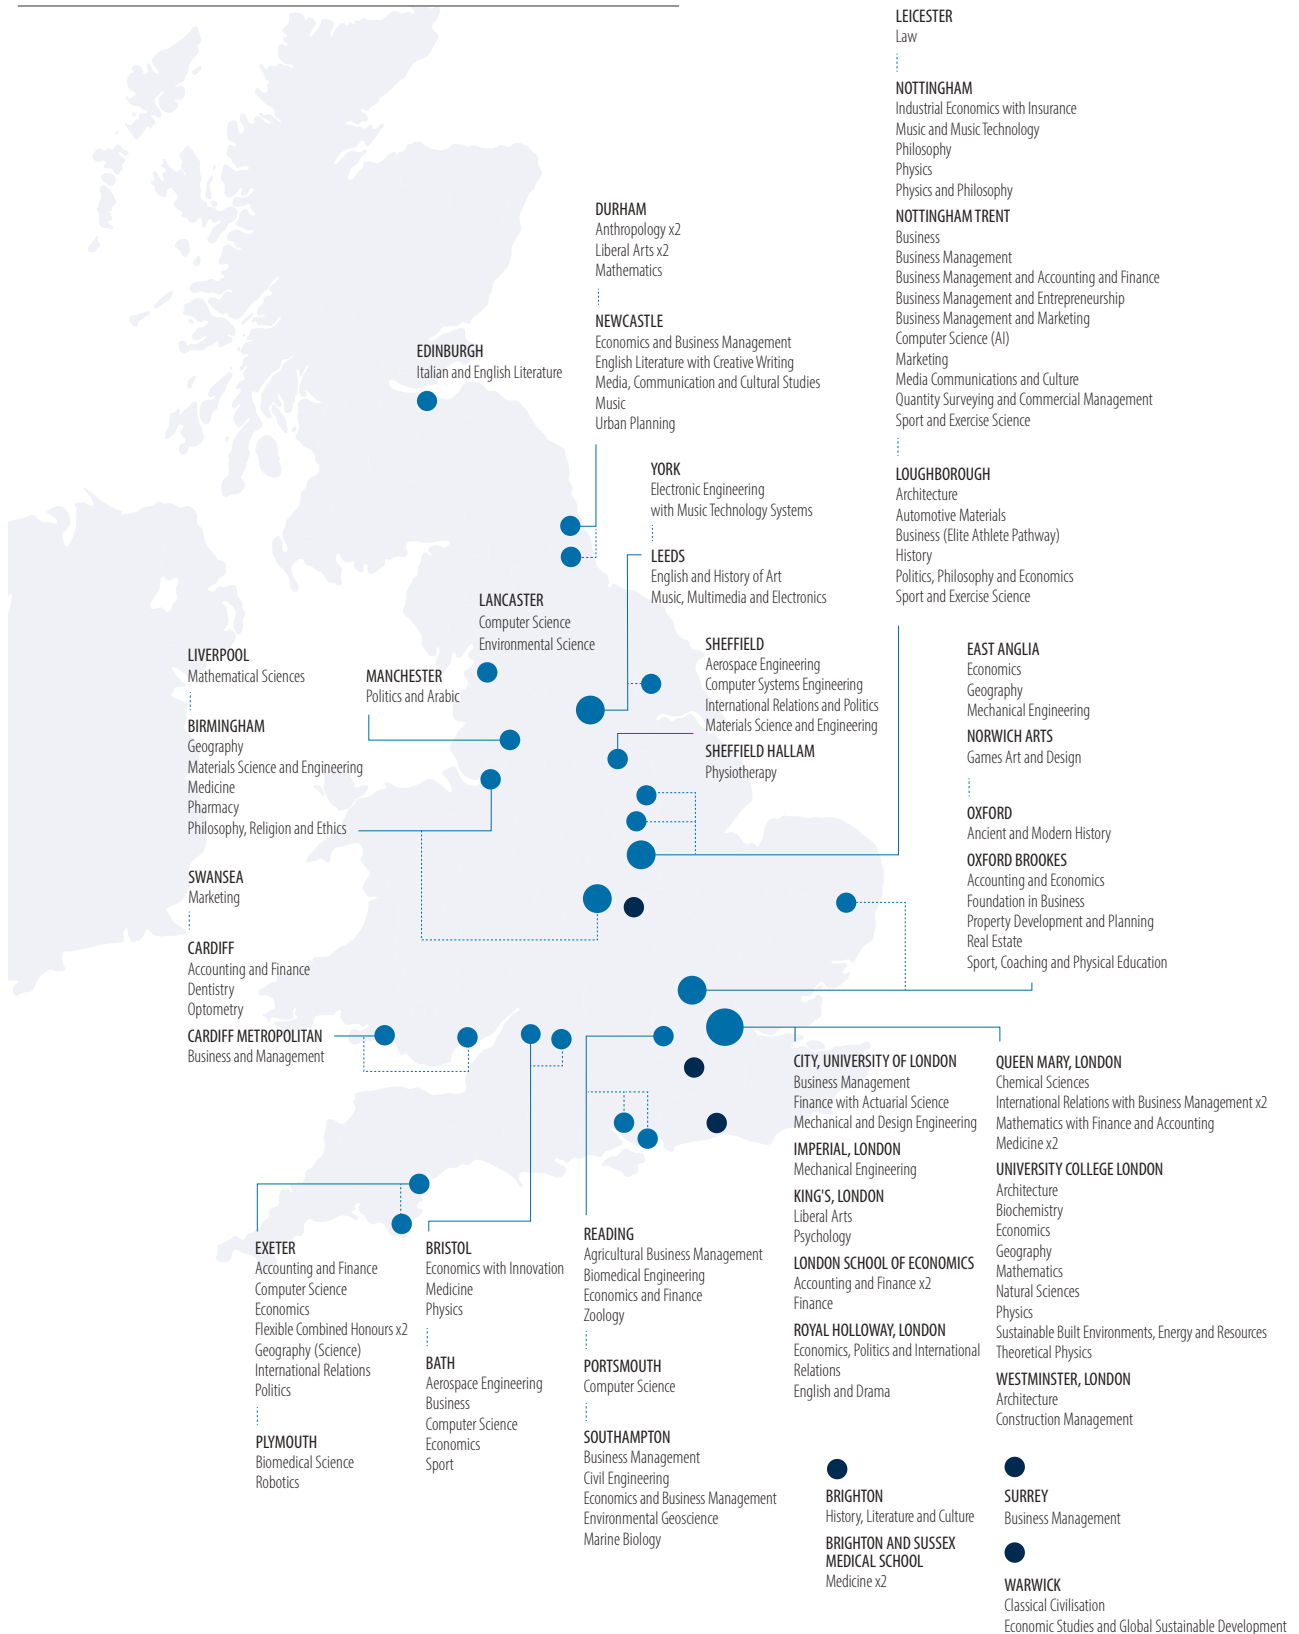 LEICESTER
Law
NOTTINGHAM
Industrial Economics with Insurance
Music and Music Technology
Philosophy
Physics
Physics and Philosophy
NOTTINGHAM TRENT
Business
Business Management
Business Management and Accounting and Finance
Business Management and Entrepreneurship
Business Management and Marketing
Computer Science (AI)
Marketing
Media Communications and Culture
Quantity Surveying and Commercial Management
Sport and Exercise Science
LOUGHBOROUGH
Architecture
Automotive Materials
Business (Elite Athlete Pathway)
History
Politics, Philosophy and Economics
Sport and Exercise Science
DURHAM
Anthropology x2
Liberal Arts x2
Mathematics
NEWCASTLE
Economics and Business Management
English Literature with Creative Writing
Media, Communication and Cultural Studies
Music
Urban Planning
EDINBURGH
Italian and English Literature
YORK
Electronic Engineering
with Music Technology Systems
LEEDS
English and History of Art
Music, Multimedia and Electronics
LANCASTER
Computer Science
Environmental Science
SHEFFIELD
Aerospace Engineering
Computer Systems Engineering
International Relations and Politics
Materials Science and Engineering
SHEFFIELD HALLAM
Physiotherapy
LIVERPOOL
Mathematical Sciences
MANCHESTER
Politics and Arabic
BIRMINGHAM
Geography
Materials Science and Engineering
Medicine
Pharmacy
Philosophy, Religion and Ethics
EAST ANGLIA
Economics
Geography
Mechanical Engineering
NORWICH ARTS
Games Art and Design
OXFORD
Ancient and Modern History
OXFORD BROOKES
Accounting and Economics
Foundation in Business
Property Development and Planning
Real Estate
Sport, Coaching and Physical Education
SWANSEA
Marketing
CARDIFF
Accounting and Finance
Dentistry
Optometry
CARDIFF METROPOLITAN
Business and Management
CITY, UNIVERSITY OF LONDON
Business Management
Finance with Actuarial Science
Mechanical and Design Engineering
IMPERIAL, LONDON
Mechanical Engineering
KING'S, LONDON
Liberal Arts
Psychology
LONDON SCHOOL OF ECONOMICS
Accounting and Finance x2
Finance
ROYAL HOLLOWAY, LONDON
Economics, Politics and International
Relations
English and Drama
QUEEN MARY, LONDON
Chemical Sciences
International Relations with Business Management x2
Mathematics with Finance and Accounting
Medicine x2
UNIVERSITY COLLEGE LONDON
Architecture
Biochemistry
Economics
Geography
Mathematics
Natural Sciences
Physics
Sustainable Built Environments, Energy and Resources
Theoretical Physics
WESTMINSTER, LONDON
Architecture
Construction Management
EXETER
Accounting and Finance
Computer Science
Economics
Flexible Combined Honours x2
Geography (Science)
International Relations
Politics
PLYMOUTH
Biomedical Science
Robotics
BRISTOL
Economics with Innovation
Medicine
Physics
BATH
Aerospace Engineering
Business
Computer Science
Economics
Sport
READING
Agricultural Business Management
Biomedical Engineering
Economics and Finance
Zoology
PORTSMOUTH
Computer Science
SOUTHAMPTON
Business Management
Civil Engineering
Economics and Business Management
Environmental Geoscience
Marine Biology
BRIGHTON
History, Literature and Culture
BRIGHTON AND SUSSEX
MEDICAL SCHOOL
Medicine x2
SURREY
Business Management
WARWICK
Classical Civilisation
Economic Studies and Global Sustainable Development